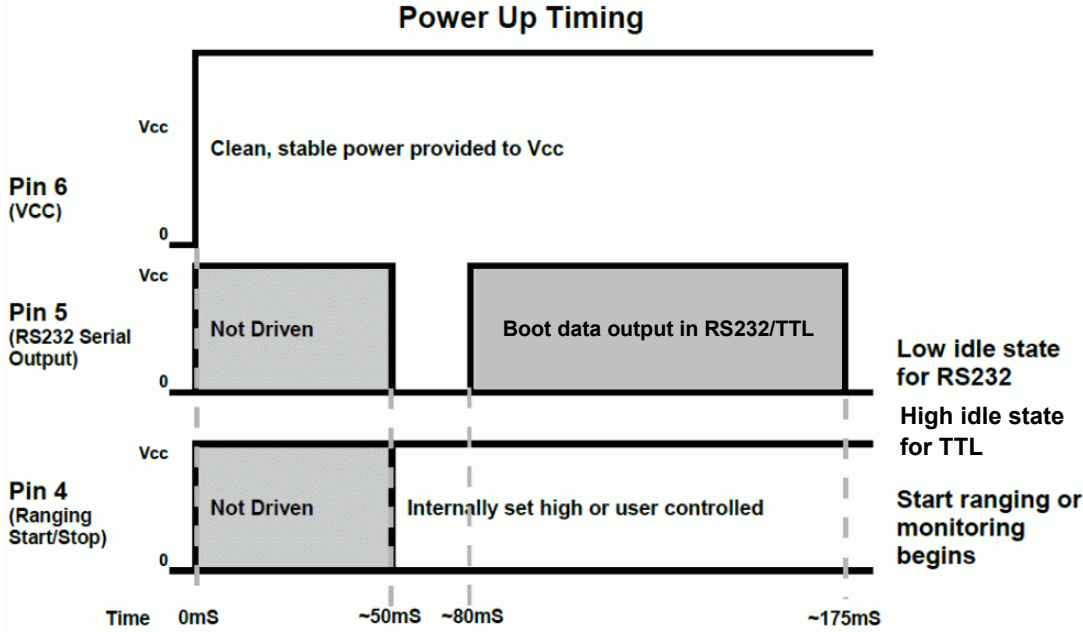 Power Up Timing
Vcc
Clean, stable power provided to Vcc
Pin 6
(VCC)
0
Vcc
Pin 5
(RS232 Serial
Output)
Not Driven
Boot data output in RS232/TTL
0
Low idle state
for RS232
High idle state
for TTL
Vcc
Pin 4
(Ranging
Start/Stop)
Not Driven
Internally set high or user controlled
0
Start ranging or
monitoring
begins
Time 0mS ~50mS ~80mS ~175mS